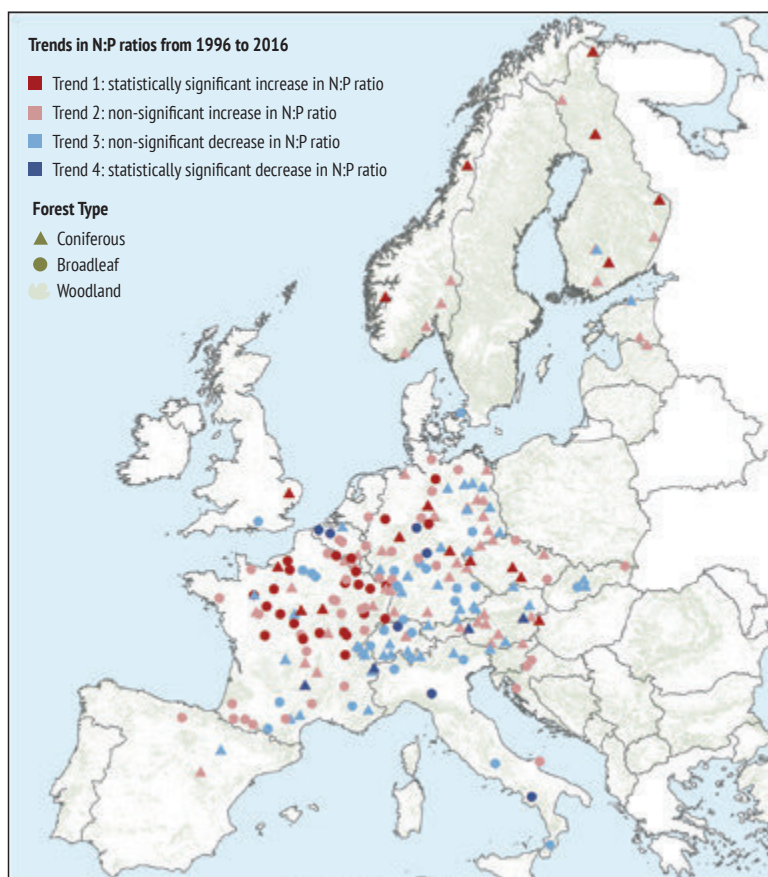 Trends in N:P ratios from 1996 to 2016
Trend 1: statistically significant increase in N:P ratio
Trend 2: non-significant increase in N:P ratio
Trend 3: non-significant decrease in N:P ratio
Trend 4: statistically significant decrease in N:P ratio
Forest Type
Coniferous
Broadleaf
Woodland